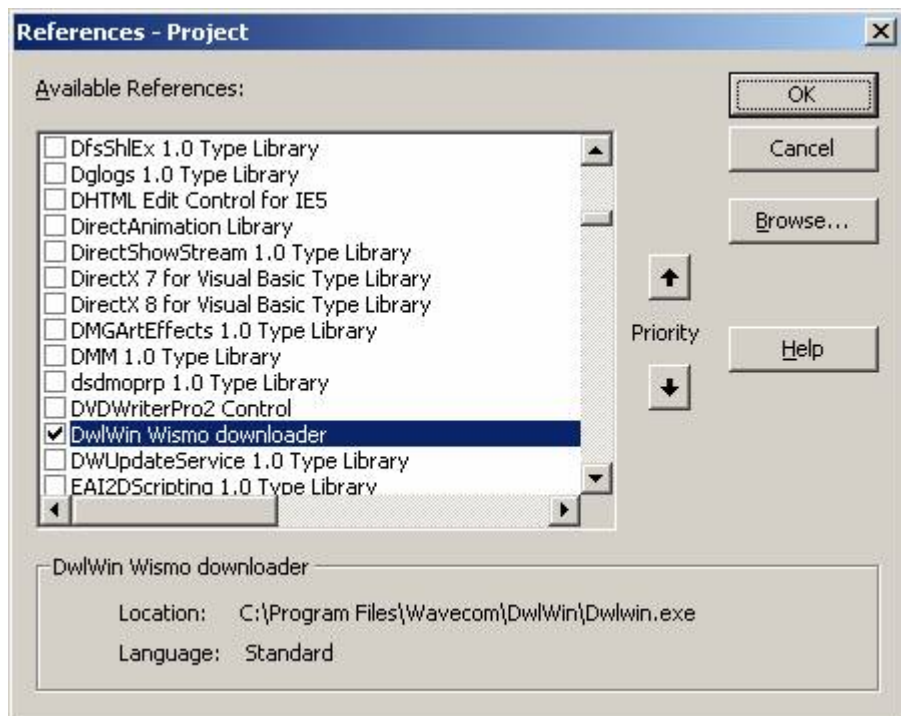 References - Project
Available References:
DfsShlEx 1.0 Type Library
Dglogs 1.0 Type Library
DHTML Edit Control for IE5
DirectAnimation Library
DirectShowStream 1.0 Type Library
DirectX 7 for Visual Basic Type Library
DirectX 8 for Visual Basic Type Library
DMGArtEffects 1.0 Type Library
DMM 1.0 Type Library
dsdmoprp 1.0 Type Library
DVDWriterPro2 Control
DwlWin Wismo downloader
DWUpdateService 1.0 Type Library
EAI2DScripting 1.0 Type Library
Priority
OK
Cancel
Browse...
Help
DwlWin Wismo downloader
Location: C:\Program Files\Wavecom\DwlWin\Dwlwin.exe
Language: Standard